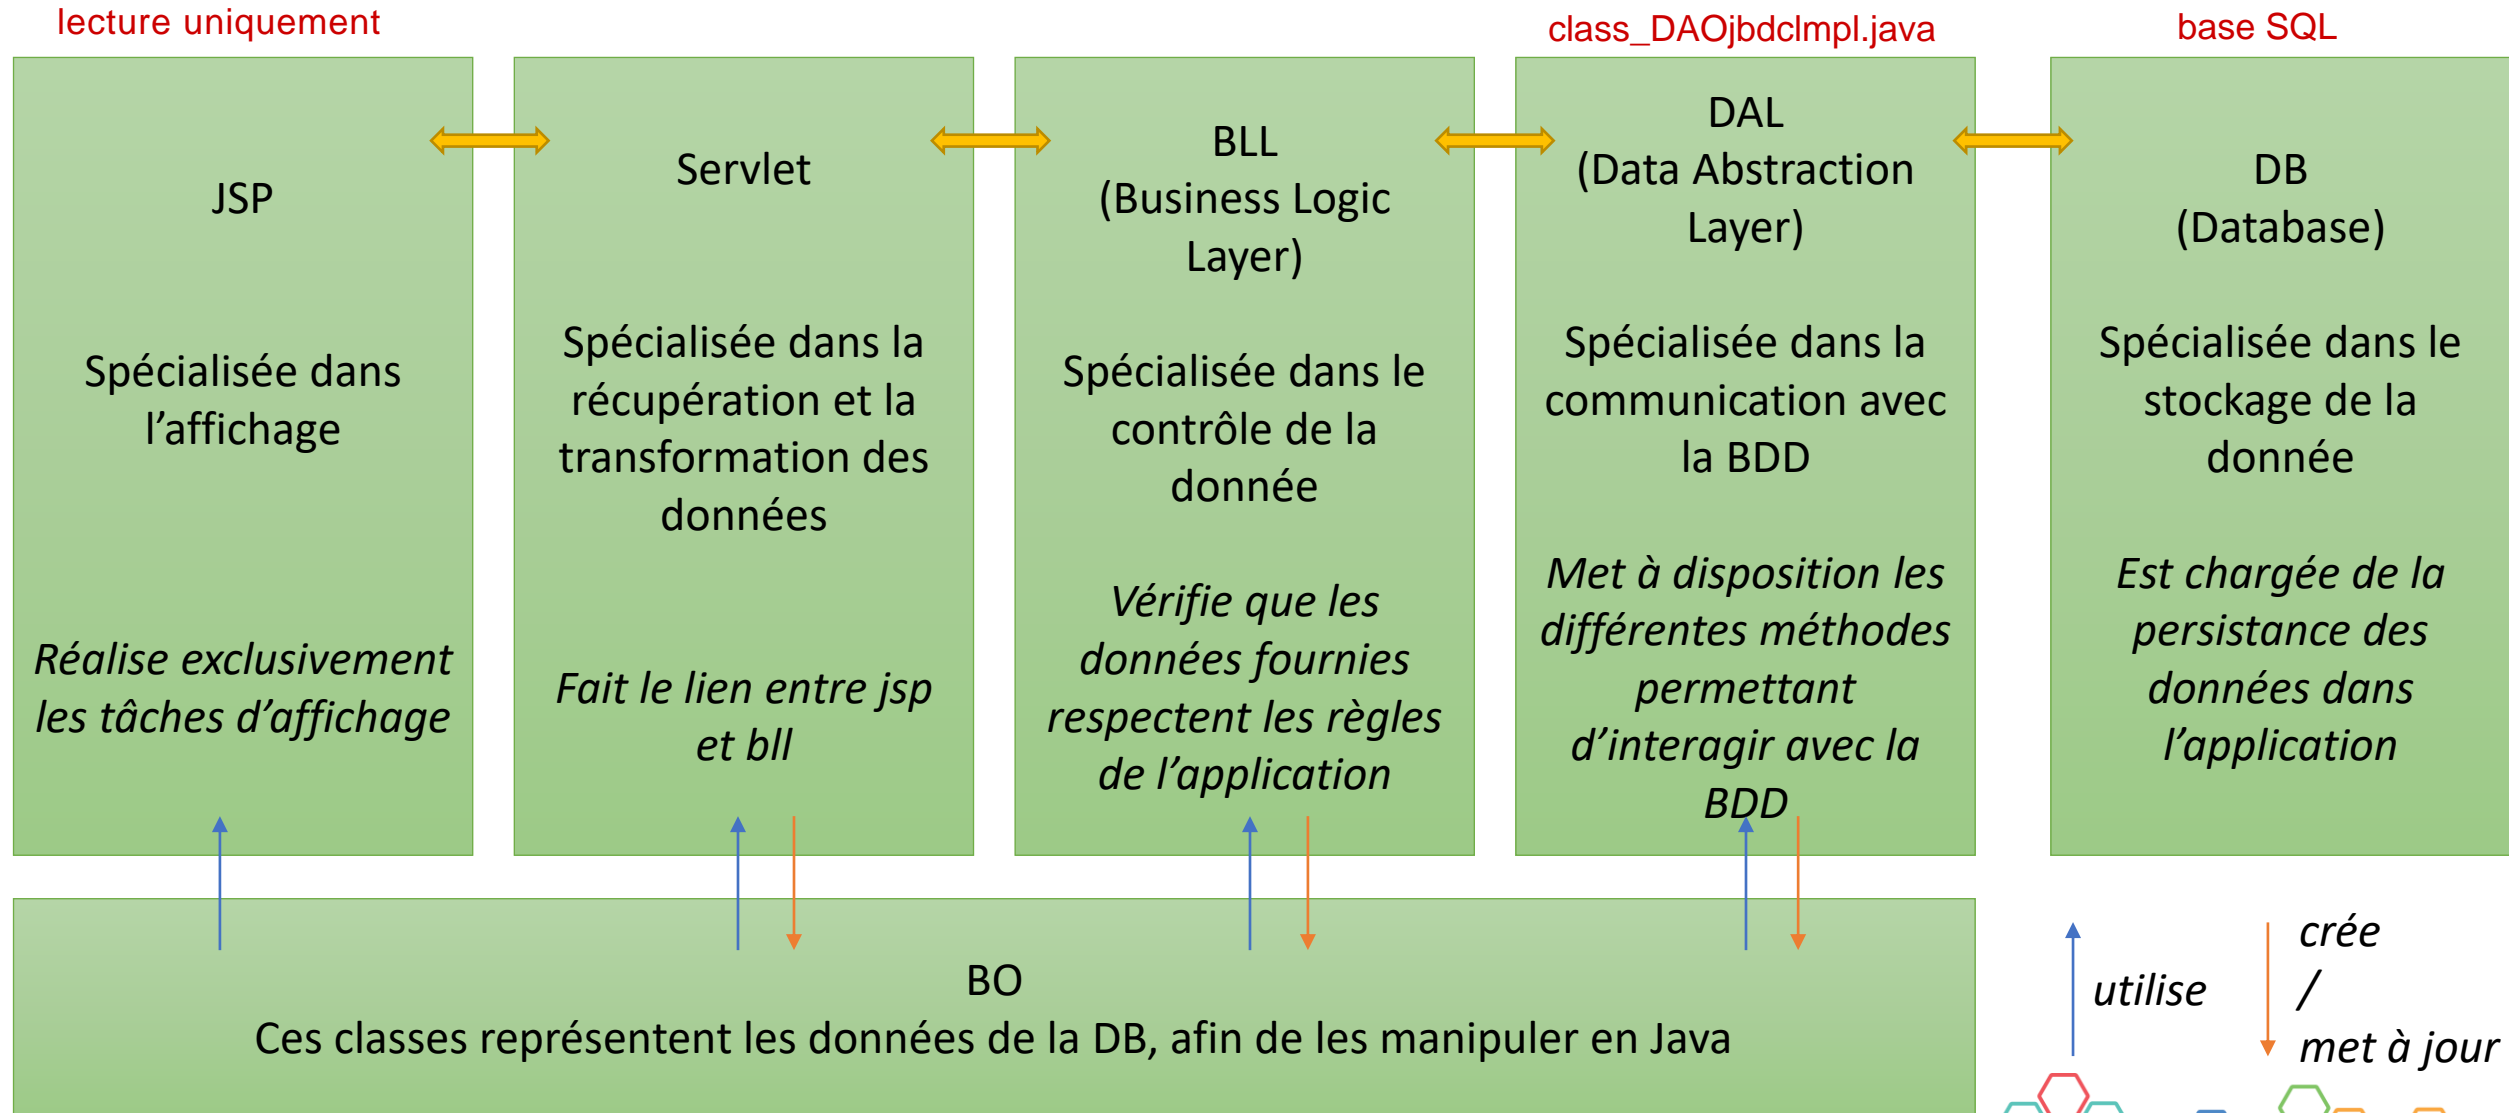 lecture uniquement
class_DAOjbdcImpl.java
base SQL
JSP
Spécialisée dans
l’affichage
Réalise exclusivement
les tâches d’affichage
Servlet
Spécialisée dans la
récupération et la
transformation des
données
Fait le lien entre jsp
et bll
BLL
(Business Logic
Layer)
Spécialisée dans le
contrôle de la
donnée
Vérifie que les
données fournies
respectent les règles
de l’application
DAL
(Data Abstraction
Layer)
Spécialisée dans la
communication avec
la BDD
Met à disposition les
différentes méthodes
permettant
d’interagir avec la
BDD
DB
(Database)
Spécialisée dans le
stockage de la
donnée
Est chargée de la
persistance des
données dans
l’application
BO
Ces classes représentent les données de la DB, afin de les manipuler en Java
utilise
crée
/
met à jour